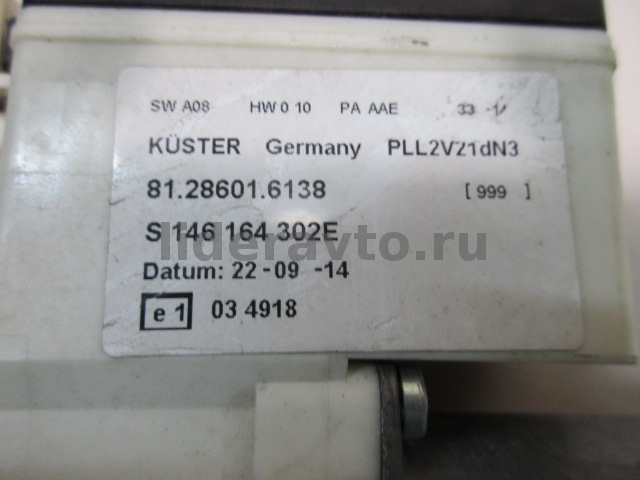 SW A08 HW 0 10 PA AAE 33
KÜSTER Germany PLL2V21dN3
81.28601.6138 [ 999 ]
S 146 164 302E
lideravto.ru
Datum: 22-09 -14
e 1 03 4918